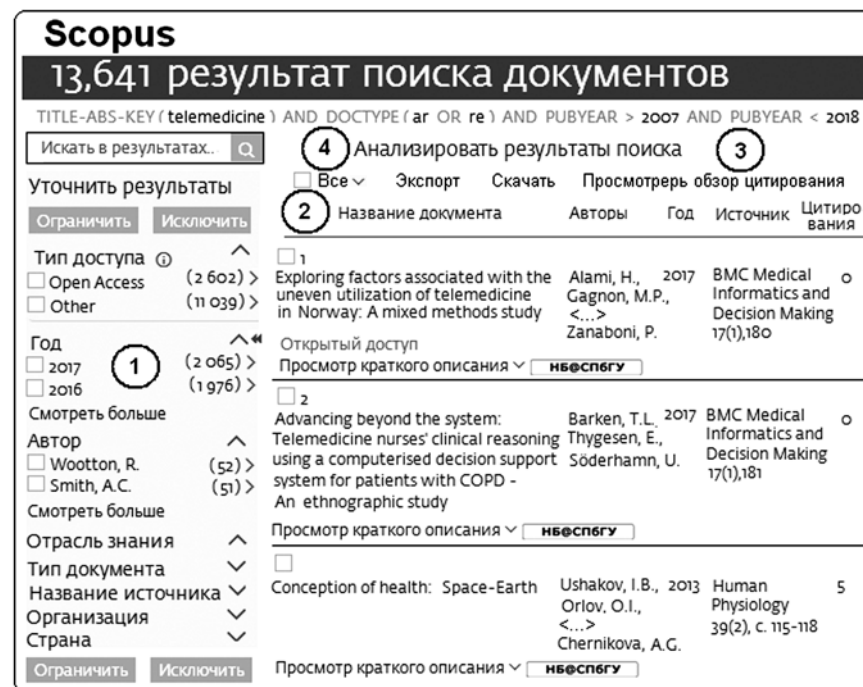 Scopus
13,641 результат поиска документов
TITLE-ABS-KEY ( telemedicine ) AND DOCTYPE ( ar OR re ) AND PUBYEAR > 2007 AND PUBYEAR < 2018
Искать в результатах..
Уточнить результаты
Ограничить Исключить
Тип доступа
Open Access (2 602) >
Other (11 039) >
Год
1
2017 (2 065) >
2016 (1 976) >
Смотреть больше
Автор
Wootton, R. (52) >
Smith, A.C. (51) >
Смотреть больше
Отрасль знания
Тип документа
Название источника
Организация
Страна
Ограничить Исключить
4 Анализировать результаты поиска 3
Все Экспорт Скачать Просмотрерь обзор цитирования
2 Название документа Авторы Год Источник Цитиро
вания
1
Exploring factors associated with the Alami, H., 2017 BMC Medical 0
uneven utilization of telemedicine Gagnon, M.P., Informatics and
in Norway: A mixed methods study <...> Decision Making
Zanaboni, P. 17(1),180
Открытый доступ
Просмотр краткого описания НБ@СПбГУ
2
Advancing beyond the system: Barken, T.L. 2017 BMC Medical 0
Telemedicine nurses' clinical reasoning Thygesen, E., Informatics and
using a computerised decision support Söderhamn, U. Decision Making
system for patients with COPD - 17(1),181
An ethnographic study
Просмотр краткого описания НБ@СПбГУ
Conception of health: Space-Earth Ushakov, I.B., 2013 Human 5
Orlov, O.I., Physiology
<...> 39(2), с. 115-118
Chernikova, A.G.
Просмотр краткого описания НБ@СПбГУ